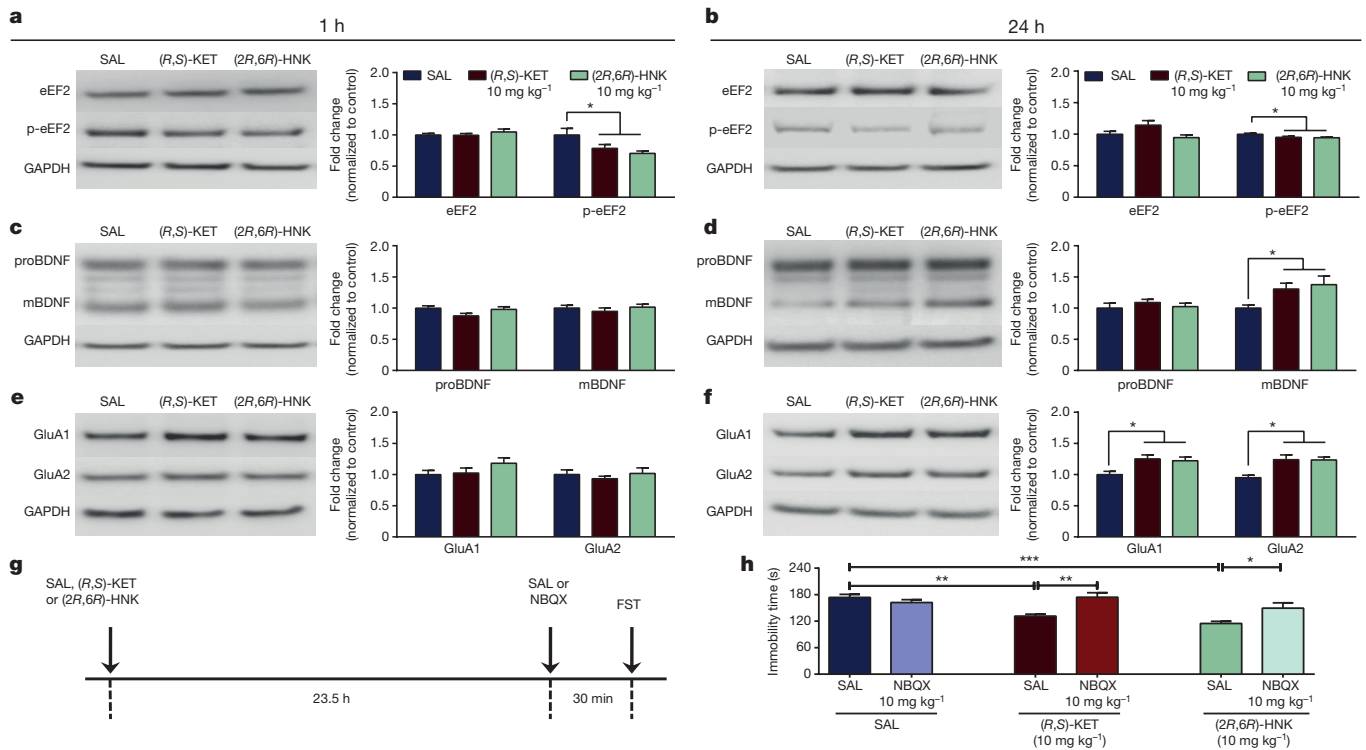 a
1 h
SAL (R,S)-KET (2R,6R)-HNK
eEF2
p-eEF2
GAPDH
Fold change
(normalized to control)
2.0
1.5
1.0
0.5
0
SAL (R,S)-KET (2R,6R)-HNK
10 mg kg−1 10 mg kg−1
*
eEF2 p-eEF2
b
24 h
SAL (R,S)-KET (2R,6R)-HNK
eEF2
p-eEF2
GAPDH
Fold change
(normalized to control)
2.0
1.5
1.0
0.5
0
SAL (R,S)-KET (2R,6R)-HNK
10 mg kg−1 10 mg kg−1
*
eEF2 p-eEF2
c
SAL (R,S)-KET (2R,6R)-HNK
proBDNF
mBDNF
GAPDH
Fold change
(normalized to control)
2.0
1.5
1.0
0.5
0
proBDNF mBDNF
d
SAL (R,S)-KET (2R,6R)-HNK
proBDNF
mBDNF
GAPDH
Fold change
(normalized to control)
2.0
1.5
1.0
0.5
0
*
proBDNF mBDNF
e
SAL (R,S)-KET (2R,6R)-HNK
GluA1
GluA2
GAPDH
Fold change
(normalized to control)
2.0
1.5
1.0
0.5
0
GluA1 GluA2
f
SAL (R,S)-KET (2R,6R)-HNK
GluA1
GluA2
GAPDH
Fold change
(normalized to control)
2.0
1.5
1.0
0.5
0
* *
GluA1 GluA2
g
SAL, (R,S)-KET
or (2R,6R)-HNK
SAL or
NBQX
FST
23.5 h 30 min
h
Immobility time (s)
240
180
120
60
0
***
** ** *
SAL NBQX SAL NBQX SAL NBQX
10 mg kg−1 10 mg kg−1 10 mg kg−1
SAL (R,S)-KET (2R,6R)-HNK
(10 mg kg−1) (10 mg kg−1)